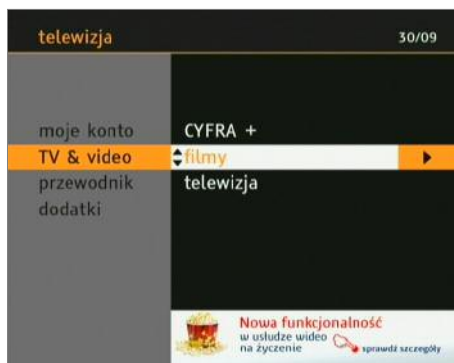 telewizja 30/09
moje konto CYFRA +
TV & video filmy
przewodnik telewizja
dodatki
Nowa funkcjonalność
w usłudze wideo
na życzenie sprawdź szczegóły